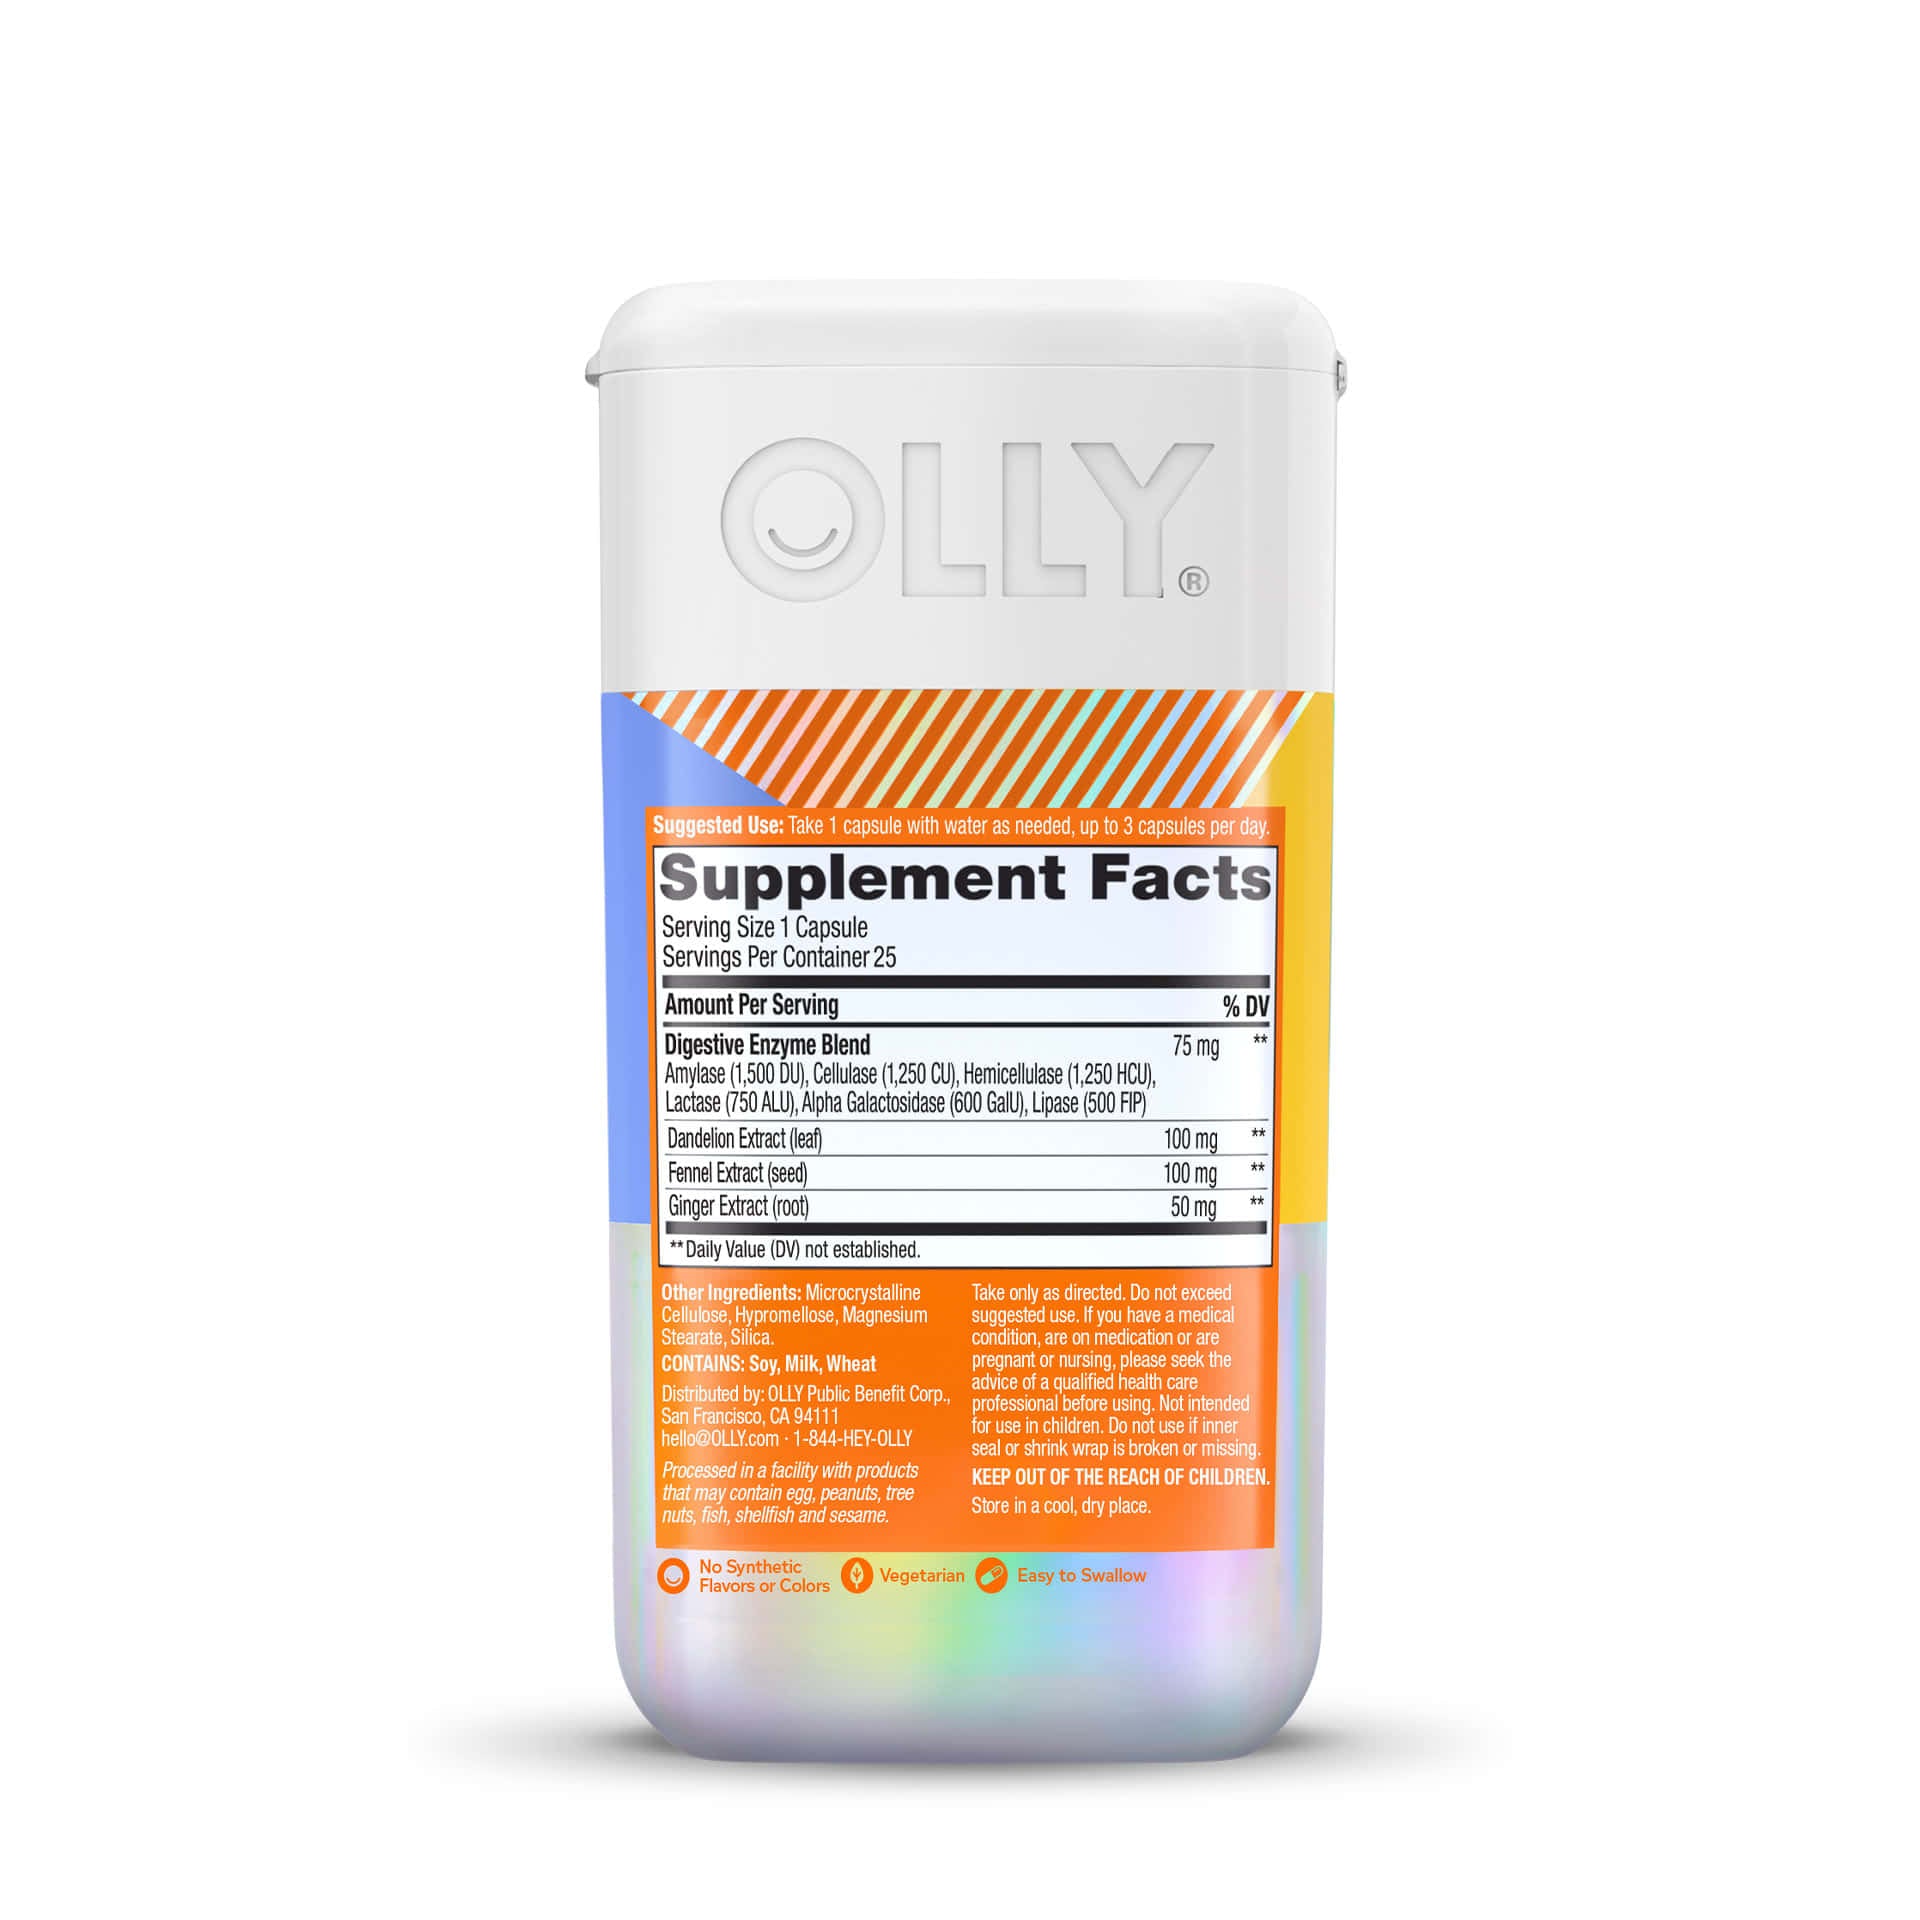 OLLY®
Suggested Use: Take 1 capsule with water as needed, up to 3 capsules per day.
Supplement Facts
Serving Size 1 Capsule
Servings Per Container 25
Amount Per Serving % DV
Digestive Enzyme Blend 75 mg **
Amylase (1,500 DU), Cellulase (1,250 CU), Hemicellulase (1,250 HCU),
Lactase (750 ALU), Alpha Galactosidase (600 GalU), Lipase (500 FIP)
Dandelion Extract (leaf) 100 mg **
Fennel Extract (seed) 100 mg **
Ginger Extract (root) 50 mg **
** Daily Value (DV) not established.
Other Ingredients: Microcrystalline
Cellulose, Hypromellose, Magnesium
Stearate, Silica.
CONTAINS: Soy, Milk, Wheat
Distributed by: OLLY Public Benefit Corp.,
San Francisco, CA 94111
hello@OLLY.com · 1-844-HEY-OLLY
Processed in a facility with products
that may contain egg, peanuts, tree
nuts, fish, shellfish and sesame.
Take only as directed. Do not exceed
suggested use. If you have a medical
condition, are on medication or are
pregnant or nursing, please seek the
advice of a qualified health care
professional before using. Not intended
for use in children. Do not use if inner
seal or shrink wrap is broken or missing.
KEEP OUT OF THE REACH OF CHILDREN.
Store in a cool, dry place.
No Synthetic
Flavors or Colors
Vegetarian
Easy to Swallow